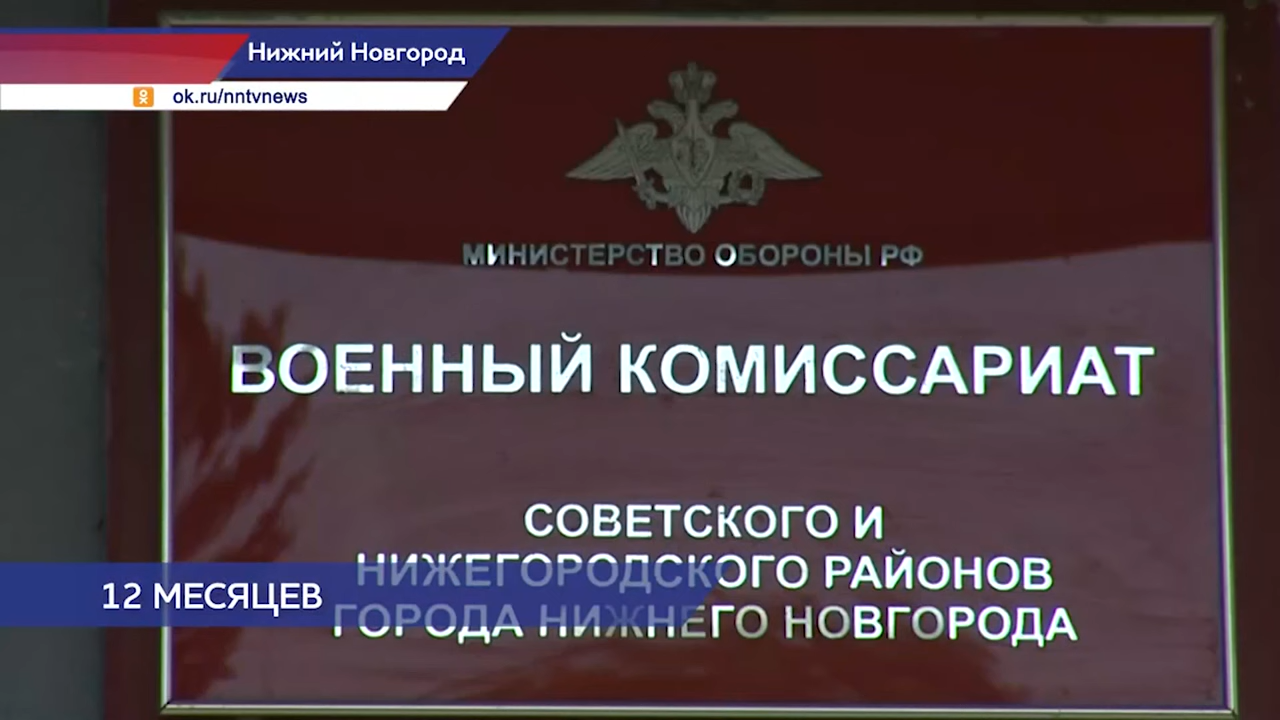 Нижний Новгород
ok.ru/nntvnews
МИНИСТЕРСТВО ОБОРОНЫ РФ
ВОЕННЫЙ КОМИССАРИАТ
СОВЕТСКОГО И
НИЖЕГОРОДСКОГО РАЙОНОВ
ГОРОДА НИЖНЕГО НОВГОРОДА
12 МЕСЯЦЕВ